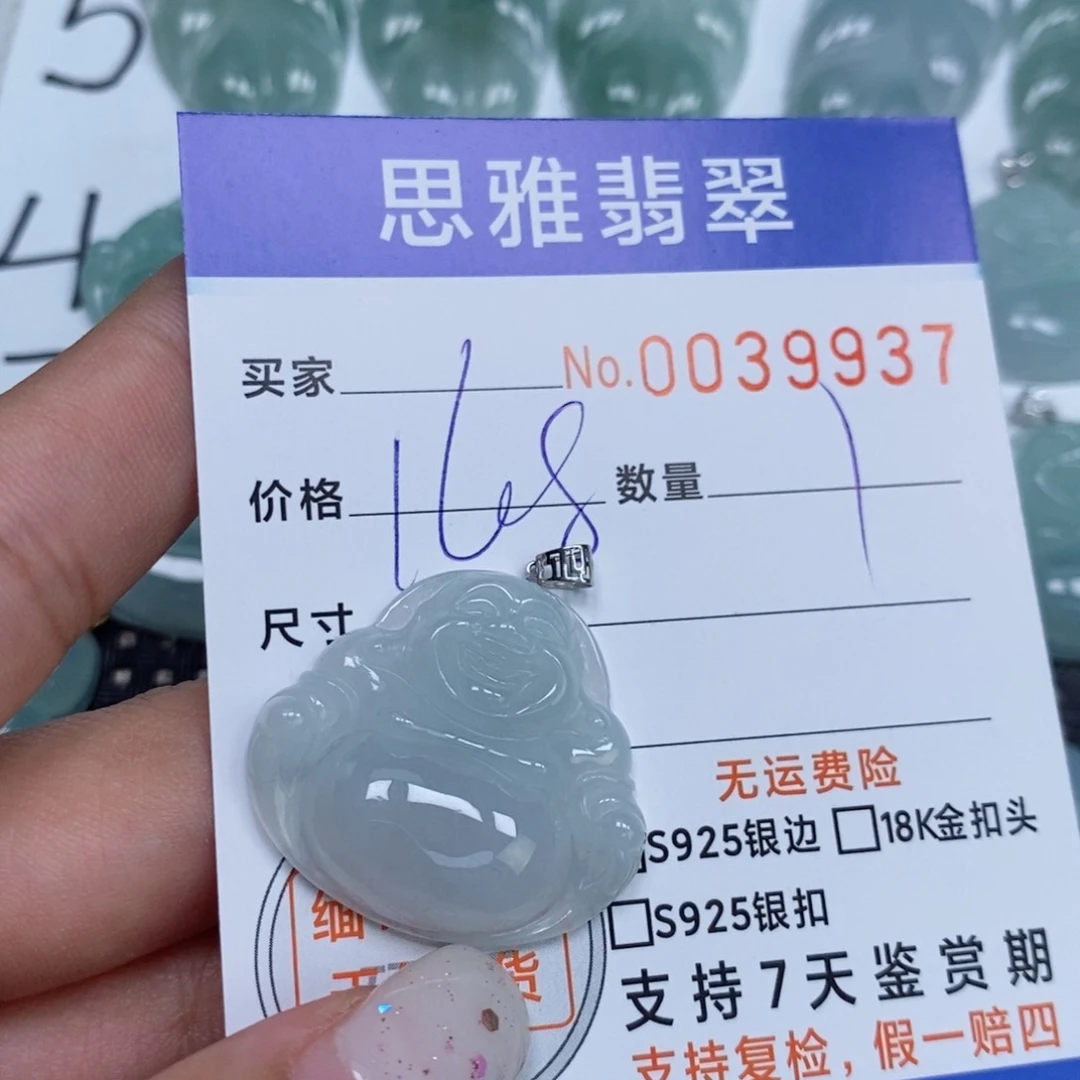 5
4
思雅翡翠
买家 No.0039937
价格 168 数量 1
尺寸
无运费险
S925银边 □18K金扣头
□S925银扣
缅
货
支持7天鉴赏期
支持复检，假一赔四